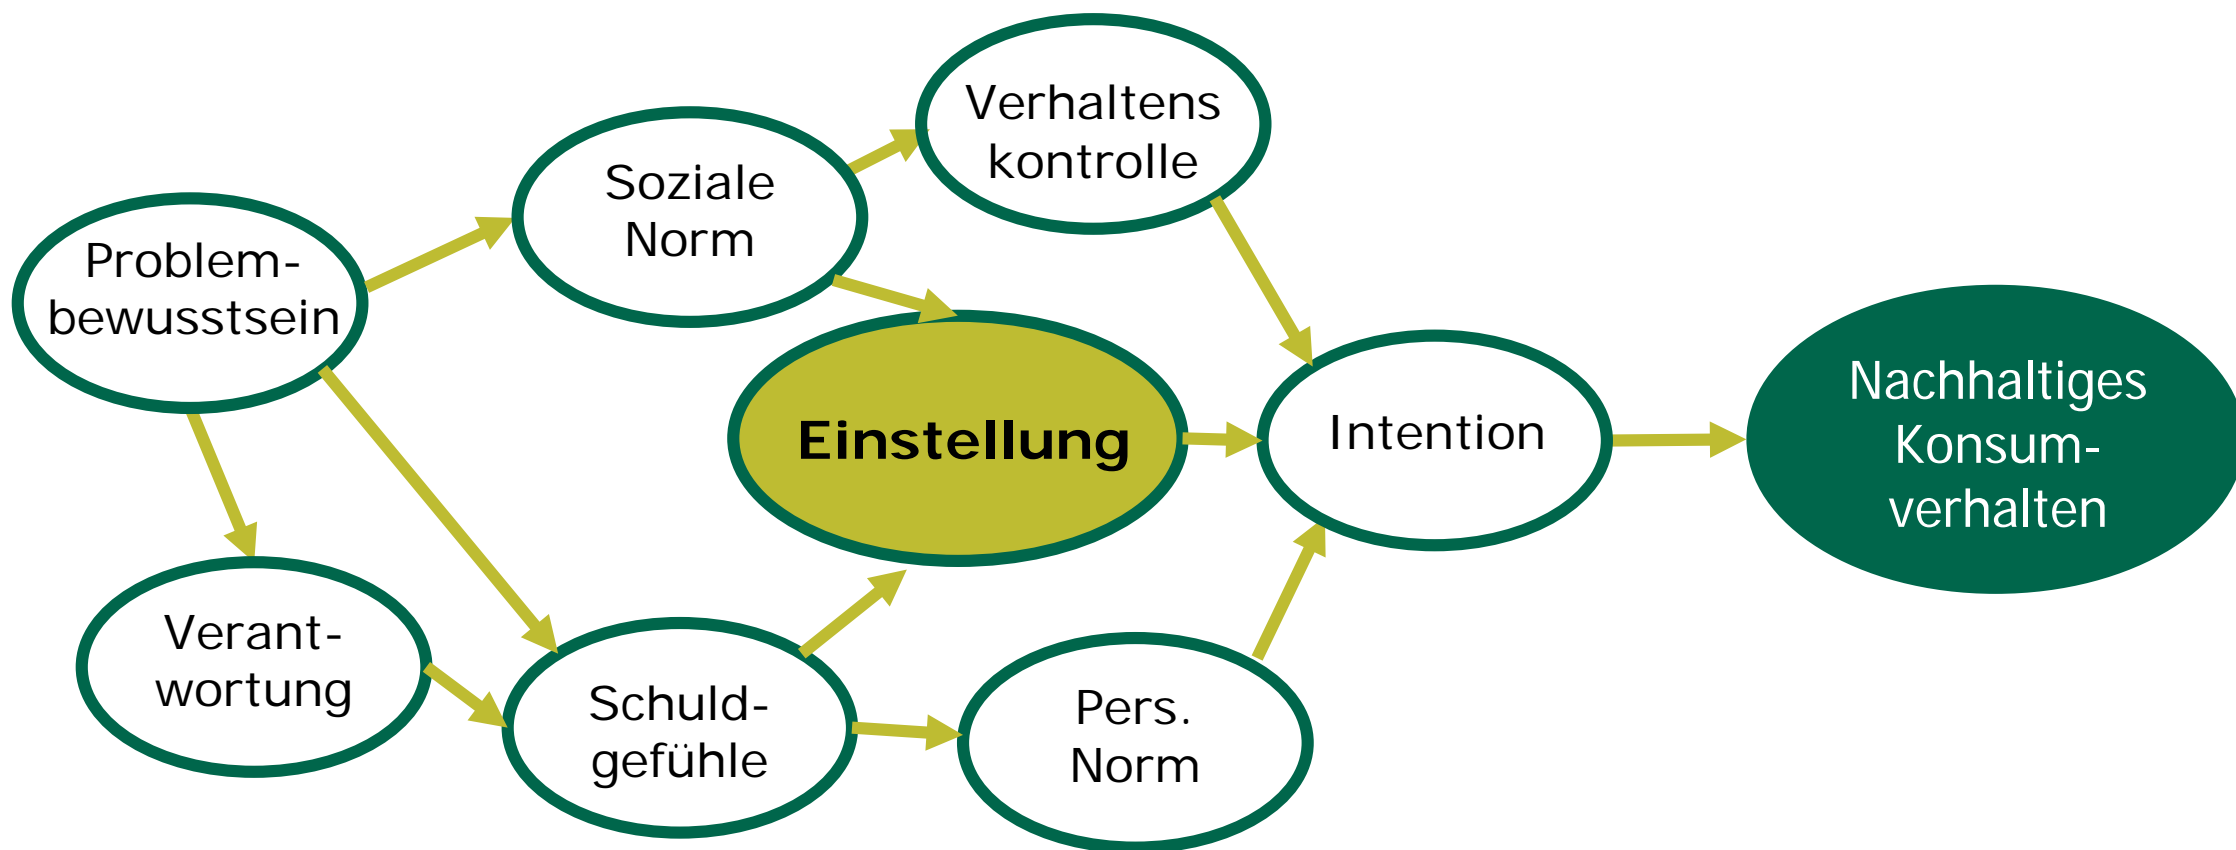 Verhaltens
kontrolle
Soziale
Norm
Problem-
bewusstsein
Einstellung
Intention
Nachhaltiges
Konsum-
verhalten
Verant-
wortung
Schuld-
gefühle
Pers.
Norm